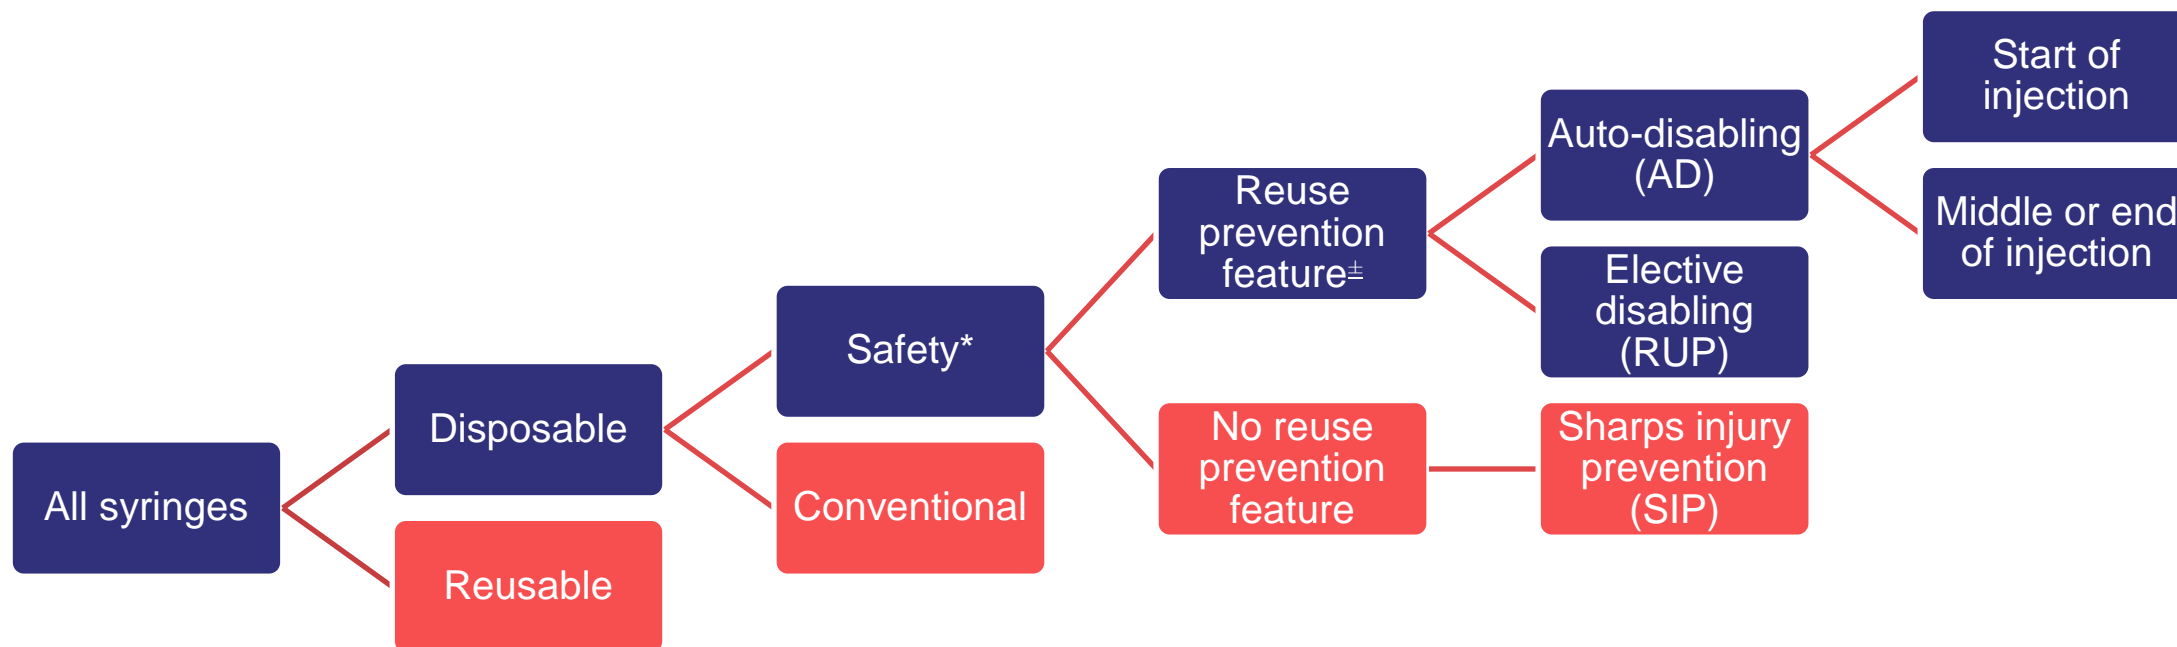 All syringes
Disposable
Reusable
Safety*
Conventional
Reuse
prevention
feature±
No reuse
prevention
feature
Auto-disabling
(AD)
Elective
disabling
(RUP)
Sharps injury
prevention
(SIP)
Start of
injection
Middle or end
of injection